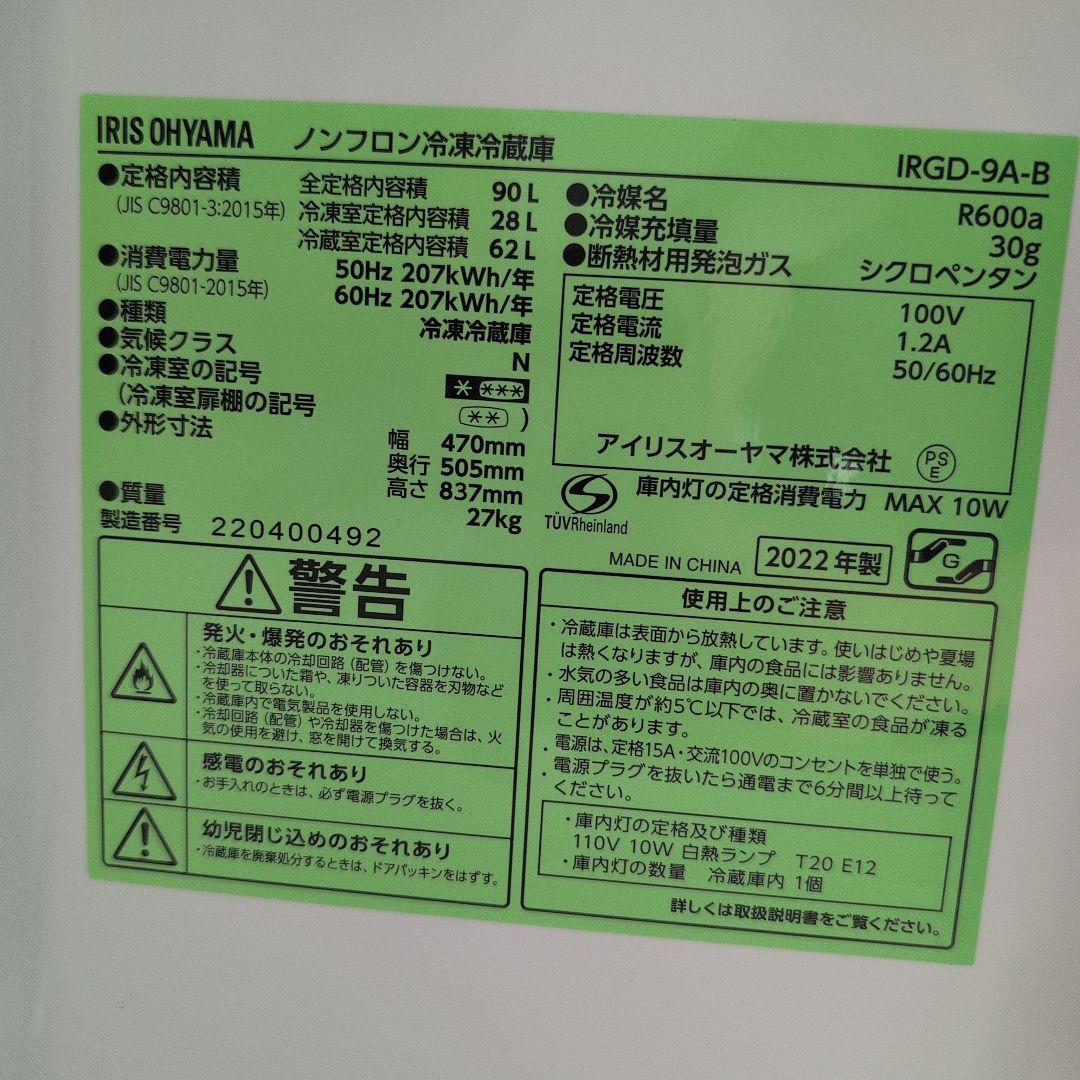 IRIS OHYAMA ノンフロン冷凍冷蔵庫 IRGD-9A-B
●定格内容積 全定格内容積 90 L
(JIS C9801-3:2015年) 冷凍室定格内容積 28 L
冷蔵室定格内容積 62 L
●消費電力量 50Hz 207kWh/年
(JIS C9801-2015年) 60Hz 207kWh/年
●種類 冷凍冷蔵庫
●気候クラス N
●冷凍室の記号 * ***
(冷凍室扉棚の記号 ** )
●外形寸法 幅 470mm
奥行 505mm
高さ 837mm
●質量 27kg
製造番号 220400492
●冷媒名 R600a
●冷媒充填量 30g
●断熱材用発泡ガス シクロペンタン
定格電圧 100V
定格電流 1.2A
定格周波数 50/60Hz
アイリスオーヤマ株式会社 PS E
TÜVRheinland
庫内灯の定格消費電力 MAX 10W
MADE IN CHINA 2022年製 G
警告
発火・爆発のおそれあり
・冷蔵庫本体の冷却回路(配管)を傷つけない。
・冷却器についた霜や、凍りついた容器を刃物など
を使って取らない。
・冷蔵庫内で電気製品を使用しない。
・冷却回路(配管)や冷却器を傷つけた場合は、火
気の使用を避け、窓を開けて換気する。
感電のおそれあり
・お手入れのときは、必ず電源プラグを抜く。
幼児閉じ込めのおそれあり
・冷蔵庫を廃棄処分するときは、ドアパッキンをはずす。
使用上のご注意
・冷蔵庫は表面から放熱しています。使いはじめや夏場
は熱くなりますが、庫内の食品には影響ありません。
・水気の多い食品は庫内の奥に置かないでください。
・周囲温度が約5℃以下では、冷蔵室の食品が凍る
ことがあります。
・電源は、定格15A・交流100Vのコンセントを単独で使う。
・電源プラグを抜いたら通電まで6分間以上待って
ください。
・庫内灯の定格及び種類
110V 10W 白熱ランプ T20 E12
・庫内灯の数量 冷蔵庫内 1個
詳しくは取扱説明書をご覧ください。